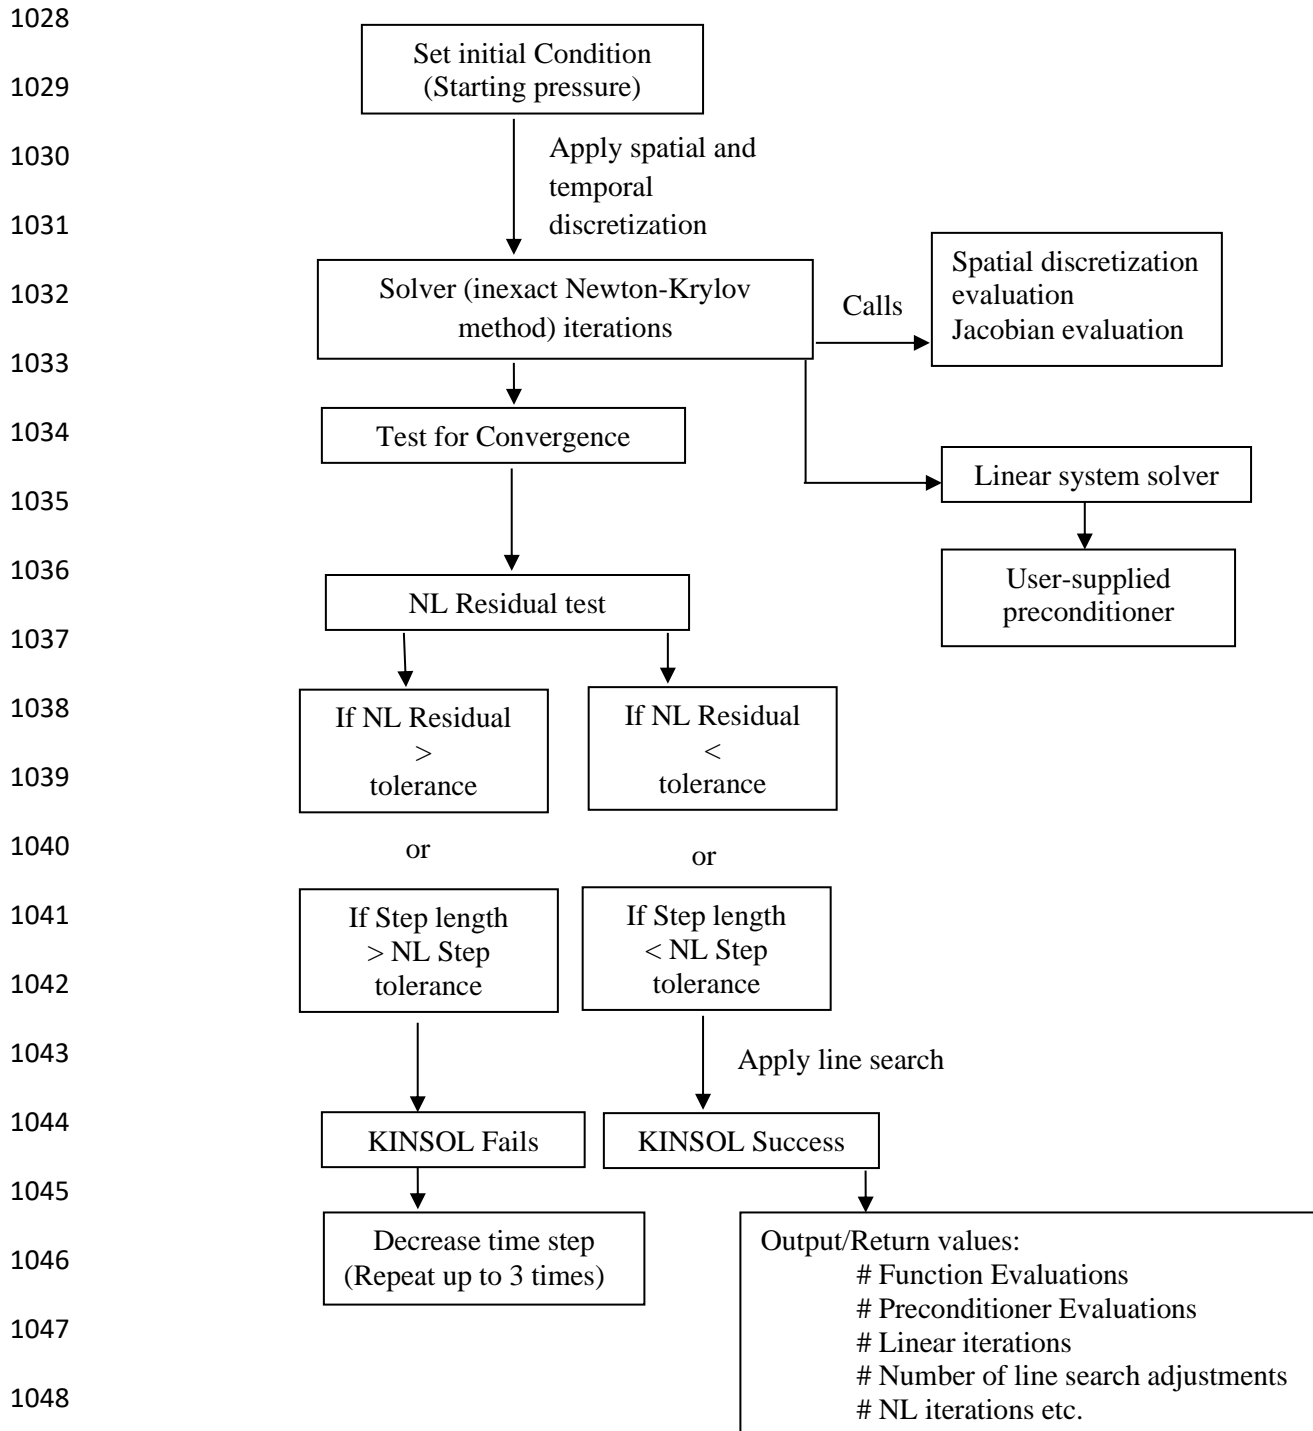 1028
Set initial Condition
(Starting pressure)
1029
1030
Apply spatial and
temporal
discretization
1031
Spatial discretization
evaluation
Jacobian evaluation
1032
Solver (inexact Newton-Krylov
method) iterations
Calls
1033
1034
Test for Convergence
Linear system solver
1035
1036
User-supplied
preconditioner
NL Residual test
1037
1038
If NL Residual
>
tolerance
If NL Residual
<
tolerance
1039
1040
or
or
1041
If Step length
> NL Step
tolerance
If Step length
< NL Step
tolerance
1042
1043
Apply line search
1044
KINSOL Fails
KINSOL Success
1045
1046
Decrease time step
(Repeat up to 3 times)
Output/Return values:
# Function Evaluations
# Preconditioner Evaluations
# Linear iterations
# Number of line search adjustments
# NL iterations etc.
1047
1048